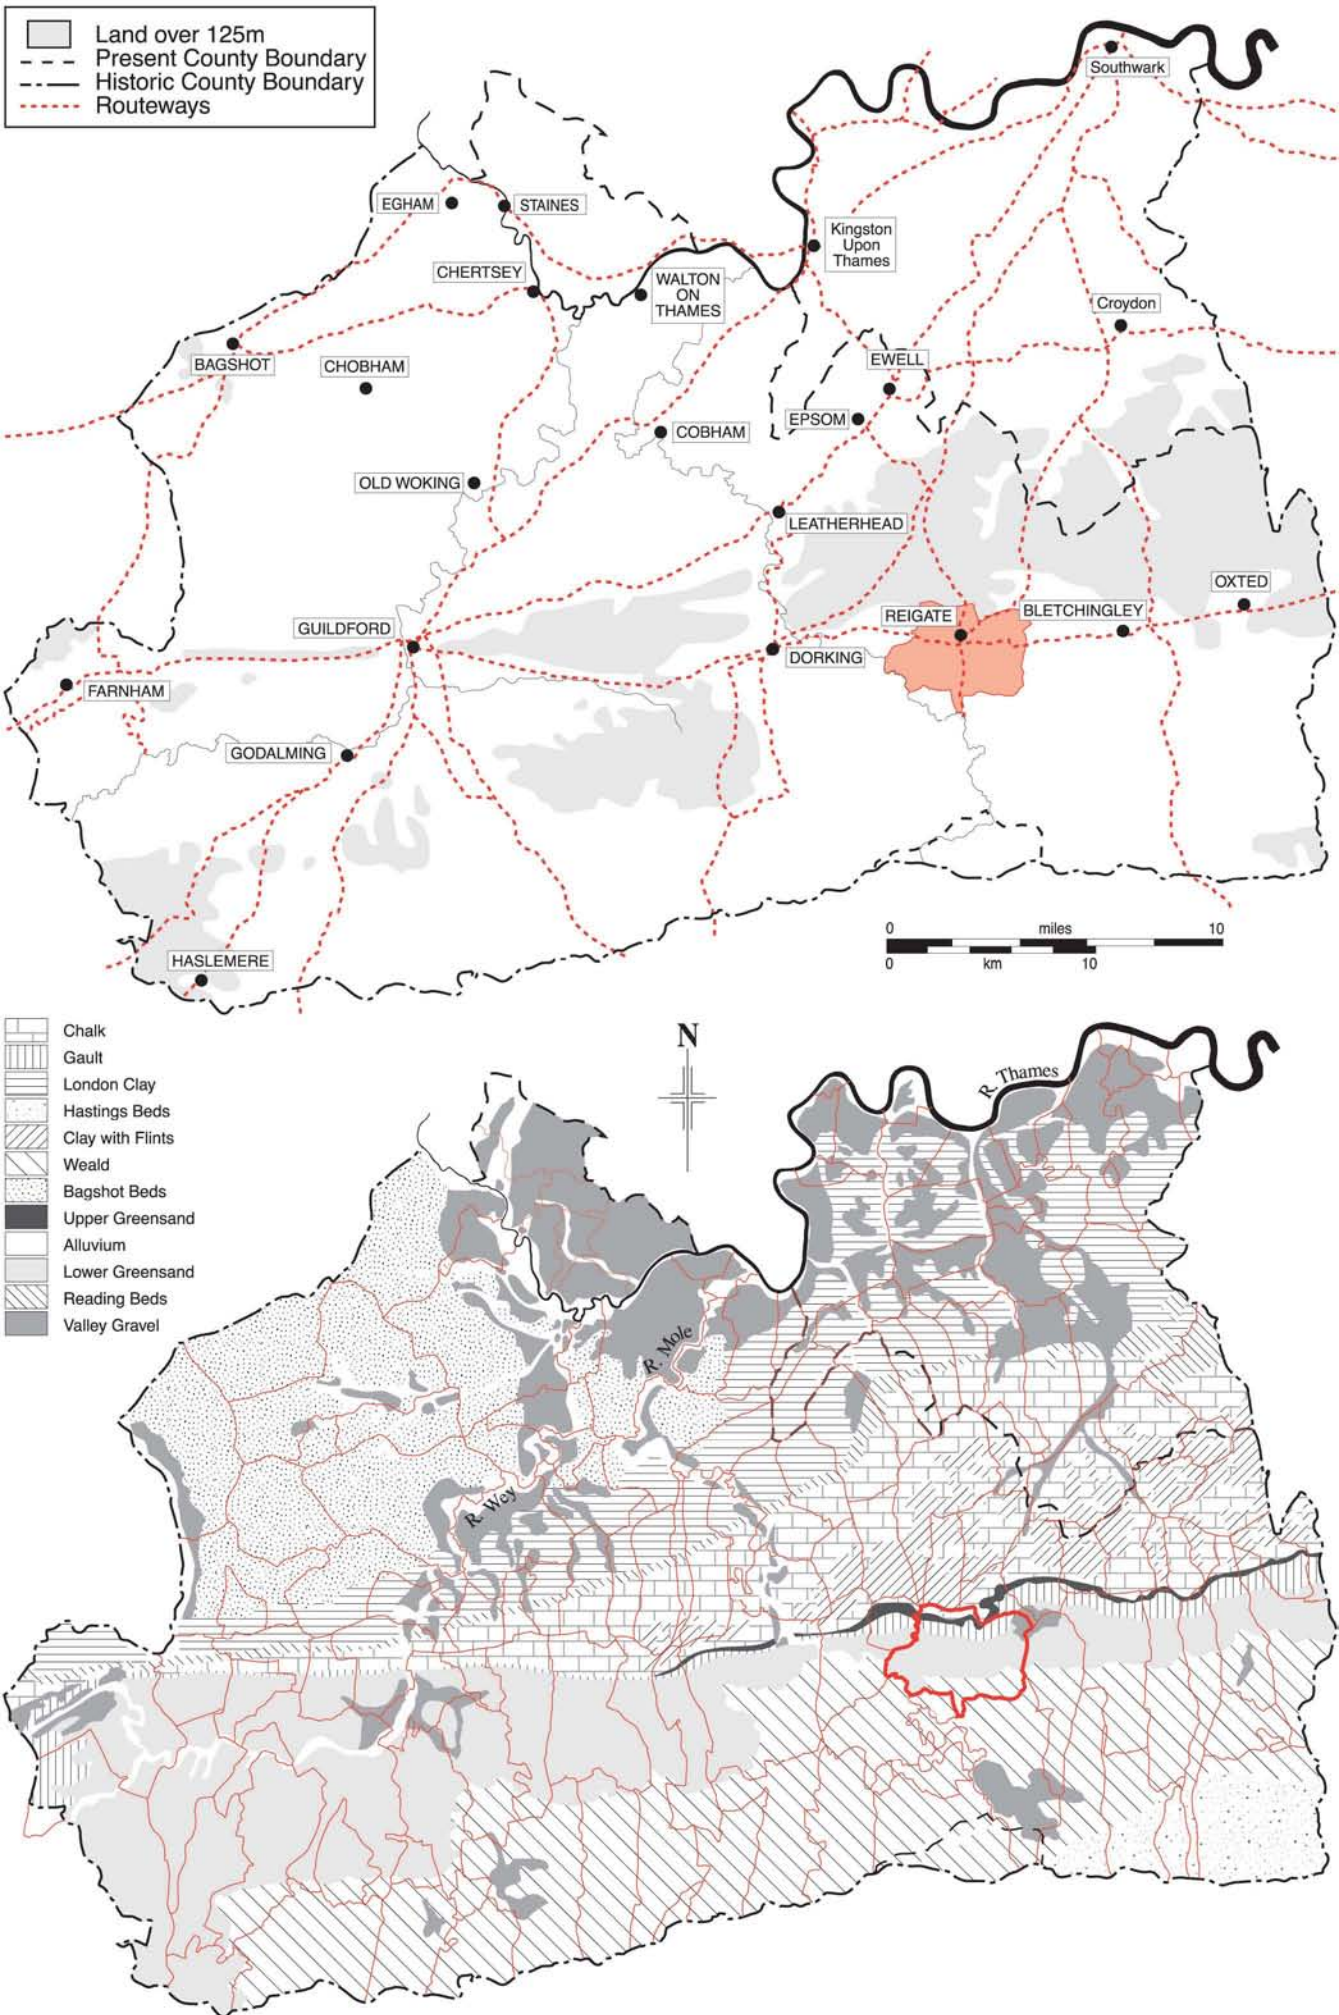 Land over 125m
Present County Boundary
Historic County Boundary
Routeways
Southwark
EGHAM
STAINES
Kingston
Upon
Thames
CHERTSEY
WALTON
ON
THAMES
Croydon
BAGSHOT
CHOBHAM
EWELL
EPSOM
COBHAM
OLD WOKING
LEATHERHEAD
OXTED
REIGATE
BLETCHINGLEY
GUILDFORD
DORKING
FARNHAM
GODALMING
HASLEMERE
0 miles 10
0 km 10
Chalk
Gault
London Clay
Hastings Beds
Clay with Flints
Weald
Bagshot Beds
Upper Greensand
Alluvium
Lower Greensand
Reading Beds
Valley Gravel
N
R. Thames
R. Mole
R. Wey